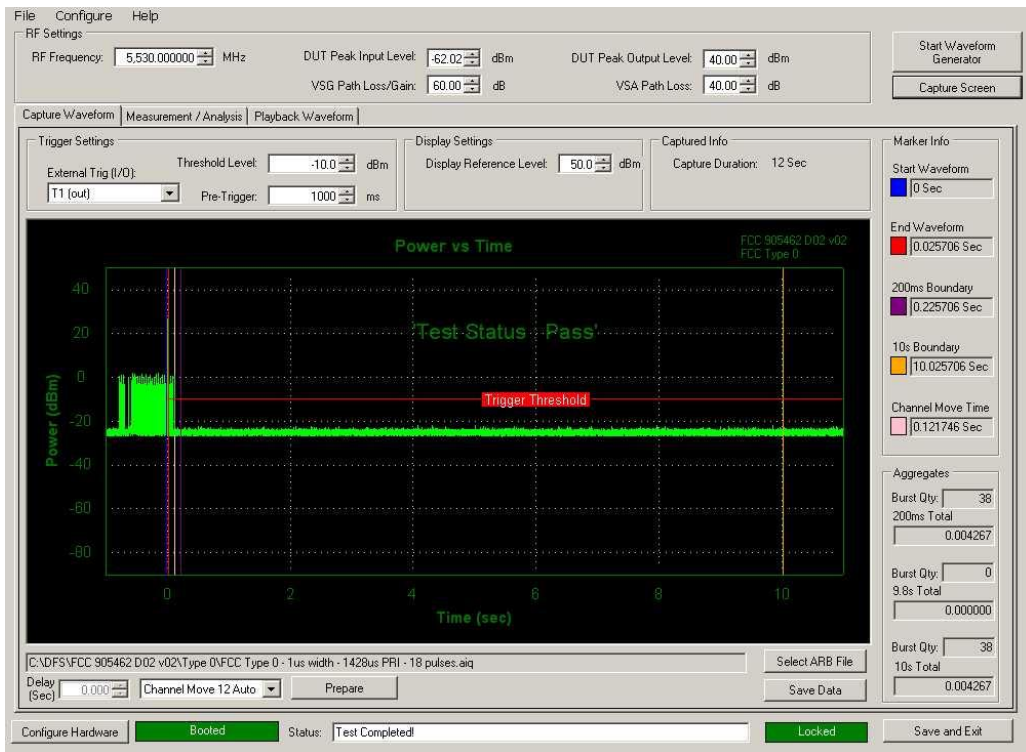 File Configure Help
RF Settings
RF Frequency: 5,530.000000 MHz
DUT Peak Input Level: -62.02 dBm
DUT Peak Output Level: 40.00 dBm
VSG Path Loss/Gain: 60.00 dB
VSA Path Loss: 40.00 dB
Start Waveform
Generator
Capture Screen
Capture Waveform Measurement / Analysis Playback Waveform
Trigger Settings
External Trig (I/O):
T1 (out)
Threshold Level: -10.0 dBm
Pre-Trigger: 1000 ms
Display Settings
Display Reference Level: 50.0 dBm
Captured Info
Capture Duration: 12 Sec
Marker Info
Start Waveform
0 Sec
End Waveform
0.025706 Sec
200ms Boundary
0.225706 Sec
10s Boundary
10.025706 Sec
Channel Move Time
0.121746 Sec
Power vs Time
FCC 905462 D02 v02
FCC Type 0
'Test Status : Pass'
Trigger Threshold
Power (dBm)
40
20
0
-20
-40
-60
-80
0 2 4 6 8 10
Time (sec)
Aggregates
Burst Qty: 38
200ms Total
0.004267
Burst Qty: 0
9.8s Total
0.000000
Burst Qty: 38
10s Total
0.004267
C:\DFS\FCC 905462 D02 v02\Type 0\FCC Type 0 - 1us width - 1428us PRI - 18 pulses.aiq
Select ARB File
Delay
(Sec) 0.000 Channel Move 12 Auto Prepare
Save Data
Configure Hardware Booted Status: Test Completed! Locked Save and Exit